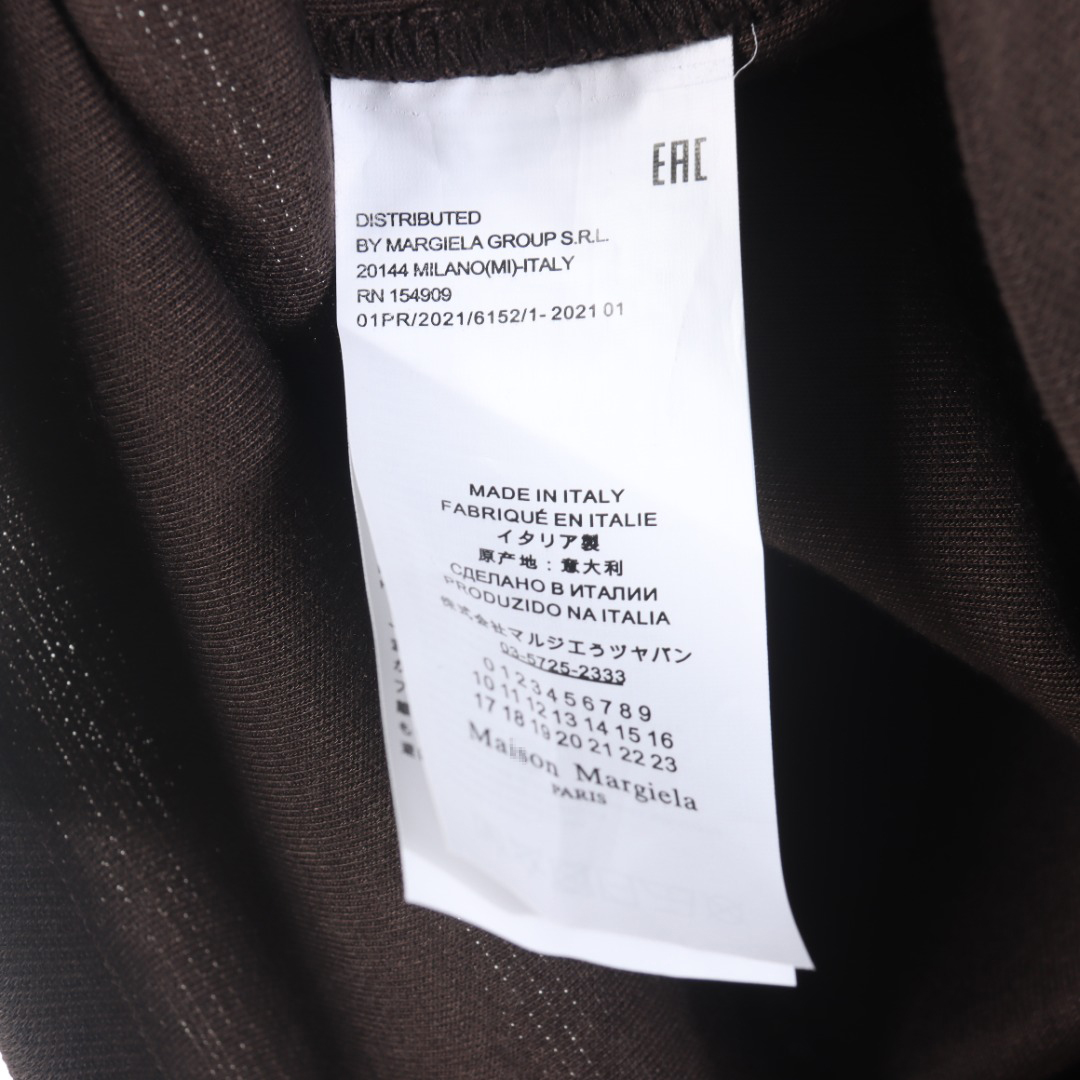 EAC
DISTRIBUTED
BY MARGIELA GROUP S.R.L.
20144 MILANO(MI)-ITALY
RN 154909
01PR/2021/6152/1- 2021 01
MADE IN ITALY
FABRIQUÉ EN ITALIE
イタリア製
原产地：意大利
СДЕЛАНО В ИТАЛИИ
PRODUZIDO NA ITALIA
株式会社マルジエラツヤパン
03-5725-2333
0 1 2 3 4 5 6 7 8 9
10 11 12 13 14 15 16
17 18 19 20 21 22 23
Maison Margiela
PARIS